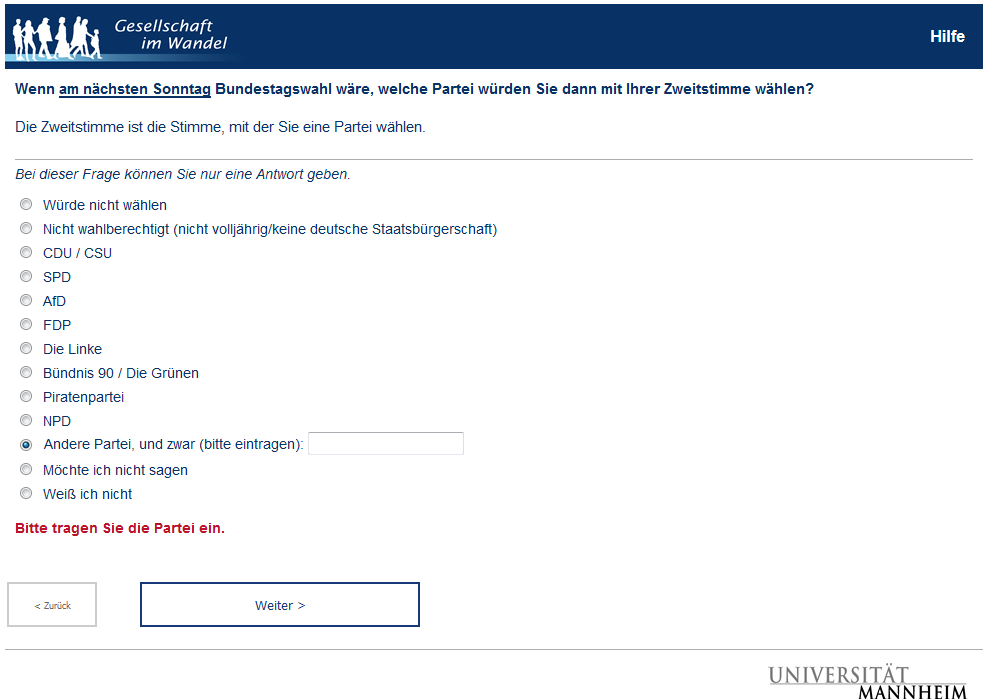 Gesellschaft
im Wandel
Hilfe
Wenn am nächsten Sonntag Bundestagswahl wäre, welche Partei würden Sie dann mit Ihrer Zweitstimme wählen?
Die Zweitstimme ist die Stimme, mit der Sie eine Partei wählen.
Bei dieser Frage können Sie nur eine Antwort geben.
Würde nicht wählen
Nicht wahlberechtigt (nicht volljährig/keine deutsche Staatsbürgerschaft)
CDU / CSU
SPD
AfD
FDP
Die Linke
Bündnis 90 / Die Grünen
Piratenpartei
NPD
Andere Partei, und zwar (bitte eintragen):
Möchte ich nicht sagen
Weiß ich nicht
Bitte tragen Sie die Partei ein.
< Zurück
Weiter >
UNIVERSITÄT
MANNHEIM